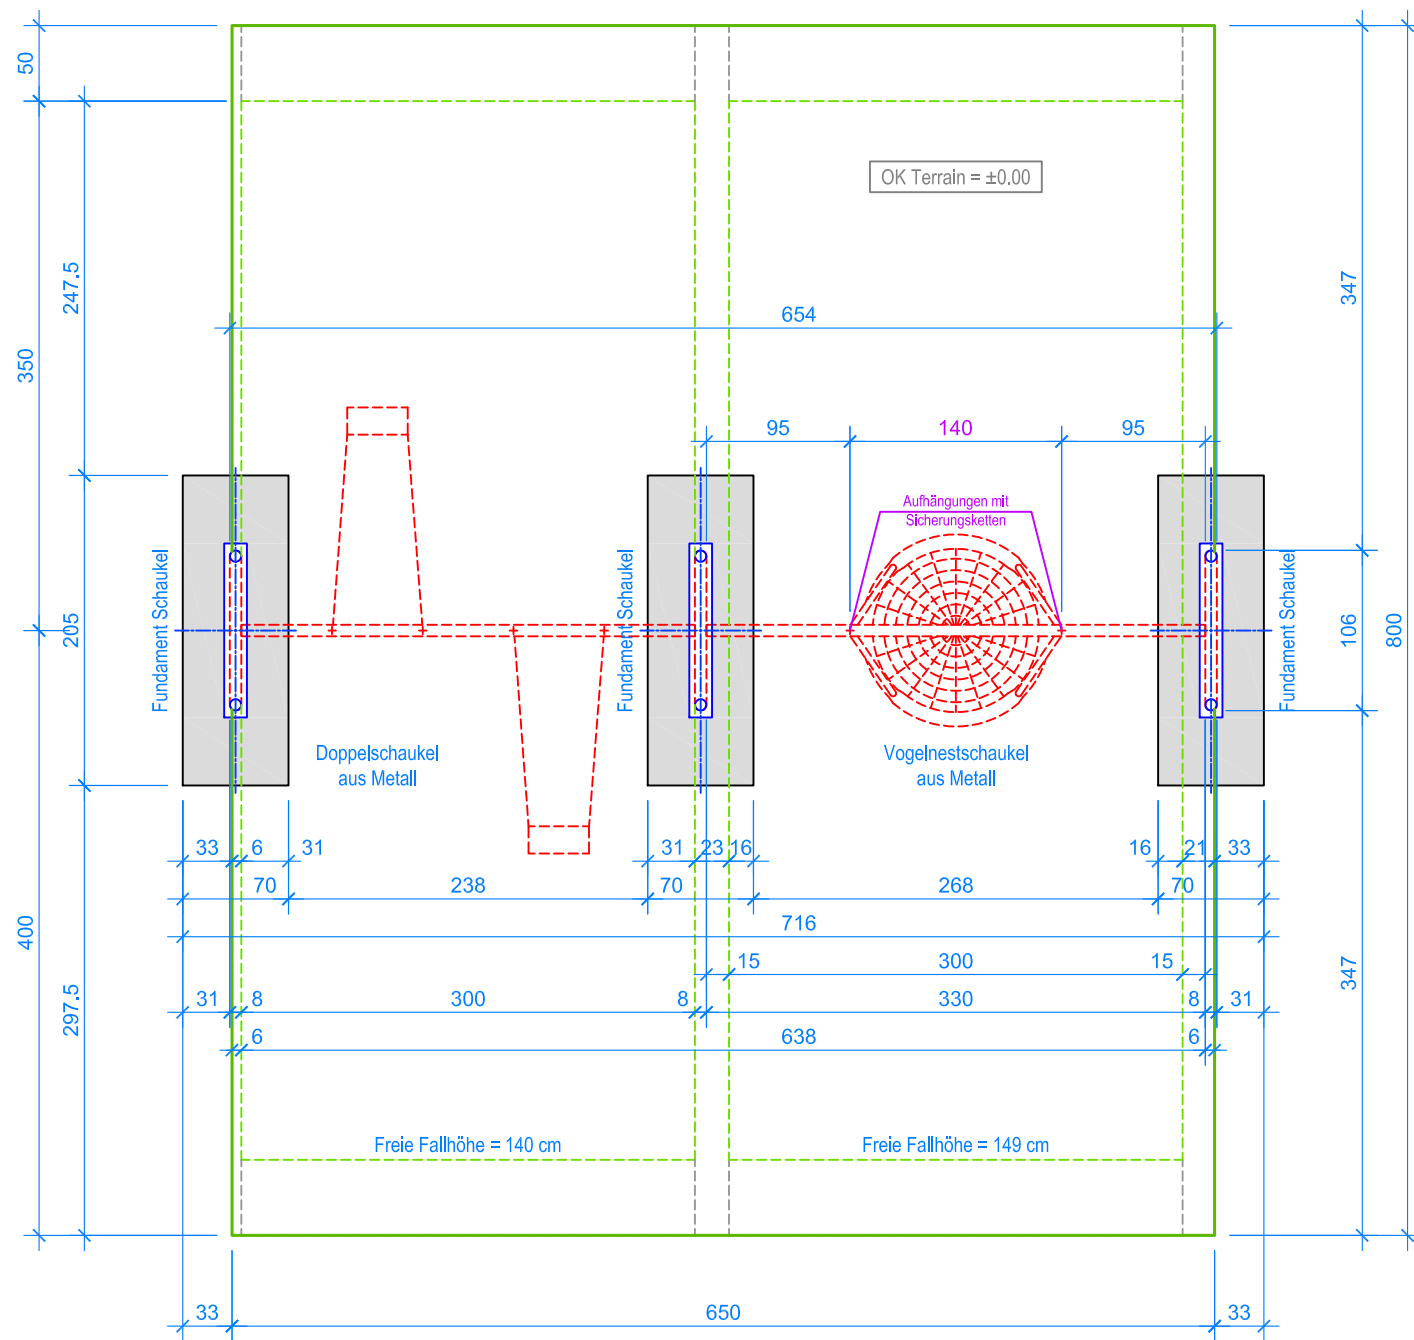 50
OK Terrain = ±0.00
247.5
347
654
350
95
140
95
Aufhängungen mit
Sicherungsketten
Fundament Schaukel
Fundament Schaukel
Fundament Schaukel
205
106
800
Doppelschaukel
aus Metall
Vogelnestschaukel
aus Metall
33 6 31 31 23 16 16 21 33
70 238 70 268 70
716
400
15 300 15
347
297.5
31 8 300 8 330 8 31
6 638 6
Freie Fallhöhe = 140 cm
Freie Fallhöhe = 149 cm
33 650 33